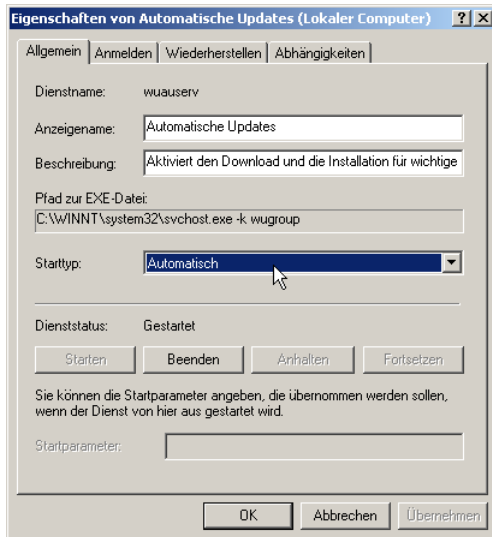 Eigenschaften von Automatische Updates (Lokaler Computer)
Allgemein Anmelden Wiederherstellen Abhängigkeiten
Dienstname: wuauserv
Anzeigename: Automatische Updates
Beschreibung: Aktiviert den Download und die Installation für wichtige
Pfad zur EXE-Datei:
C:\WINNT\system32\svchost.exe -k wugroup
Starttyp: Automatisch
Dienststatus: Gestartet
Starten Beenden Anhalten Fortsetzen
Sie können die Startparameter angeben, die übernommen werden sollen,
wenn der Dienst von hier aus gestartet wird.
Startparameter:
OK Abbrechen Übernehmen